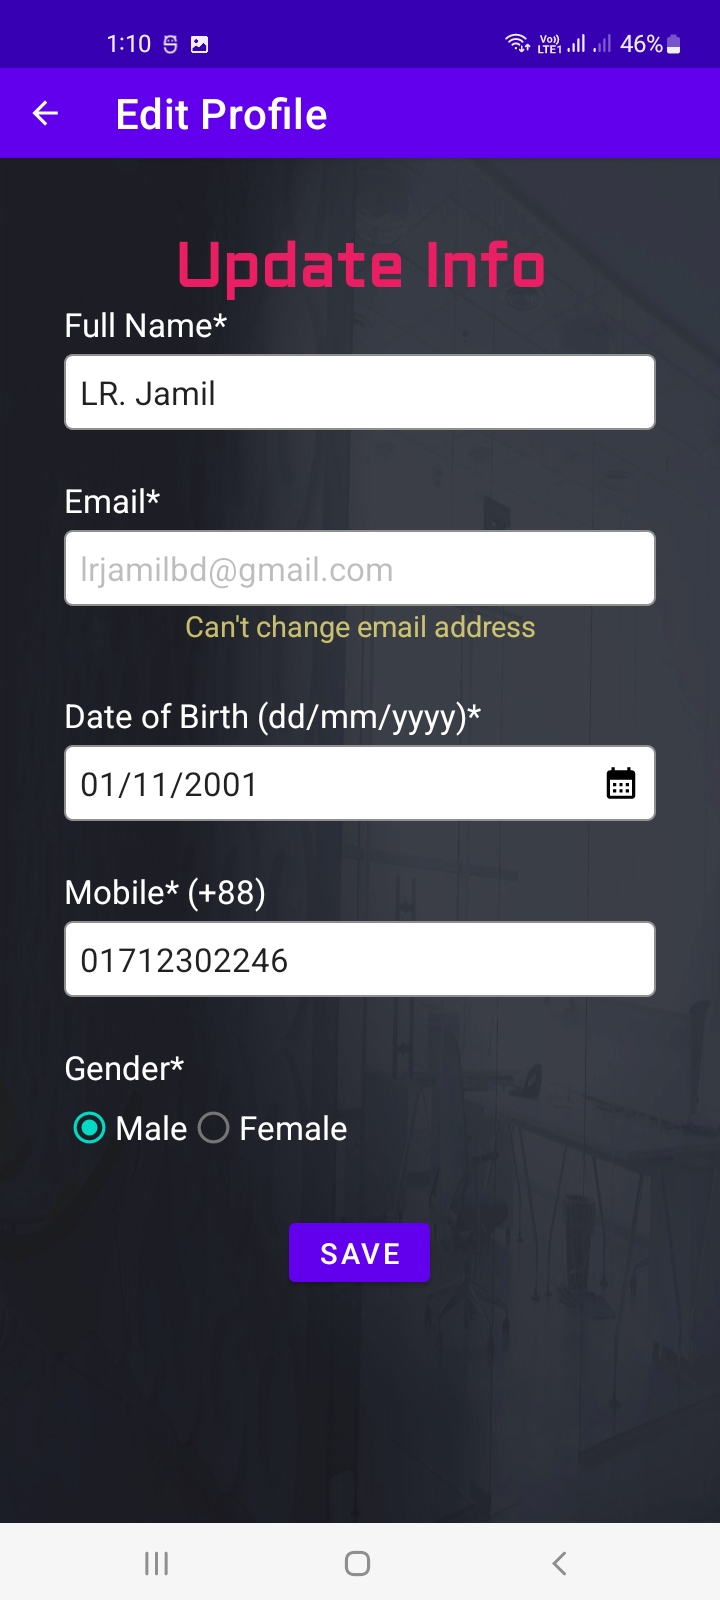 1:10
Vo))
LTE1
46%
Edit Profile
Update Info
Full Name*
LR. Jamil
Email*
lrjamilbd@gmail.com
Can't change email address
Date of Birth (dd/mm/yyyy)*
01/11/2001
Mobile* (+88)
01712302246
Gender*
Male Female
SAVE